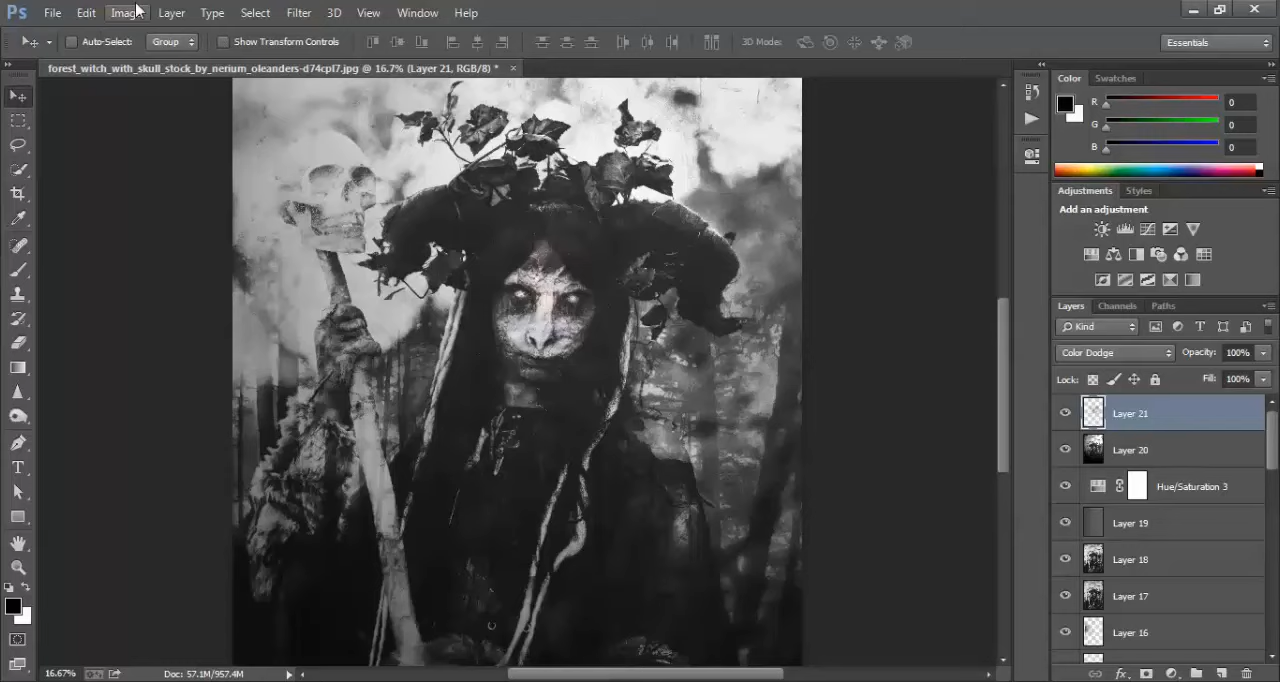 Ps File Edit Image Layer Type Select Filter 3D View Window Help
Auto-Select: Group Show Transform Controls 3D Mode: Essentials
forest_witch_with_skull_stock_by_nerium_oleanders-d74cpl7.jpg @ 16.7% (Layer 21, RGB/8) * ×
Color Swatches
R 0
G 0
B 0
Adjustments Styles
Add an adjustment
Layers Channels Paths
Kind
Color Dodge Opacity: 100%
Lock: Fill: 100%
Layer 21
Layer 20
Hue/Saturation 3
Layer 19
Layer 18
Layer 17
Layer 16
16.67% Doc: 57.1M/957.4M